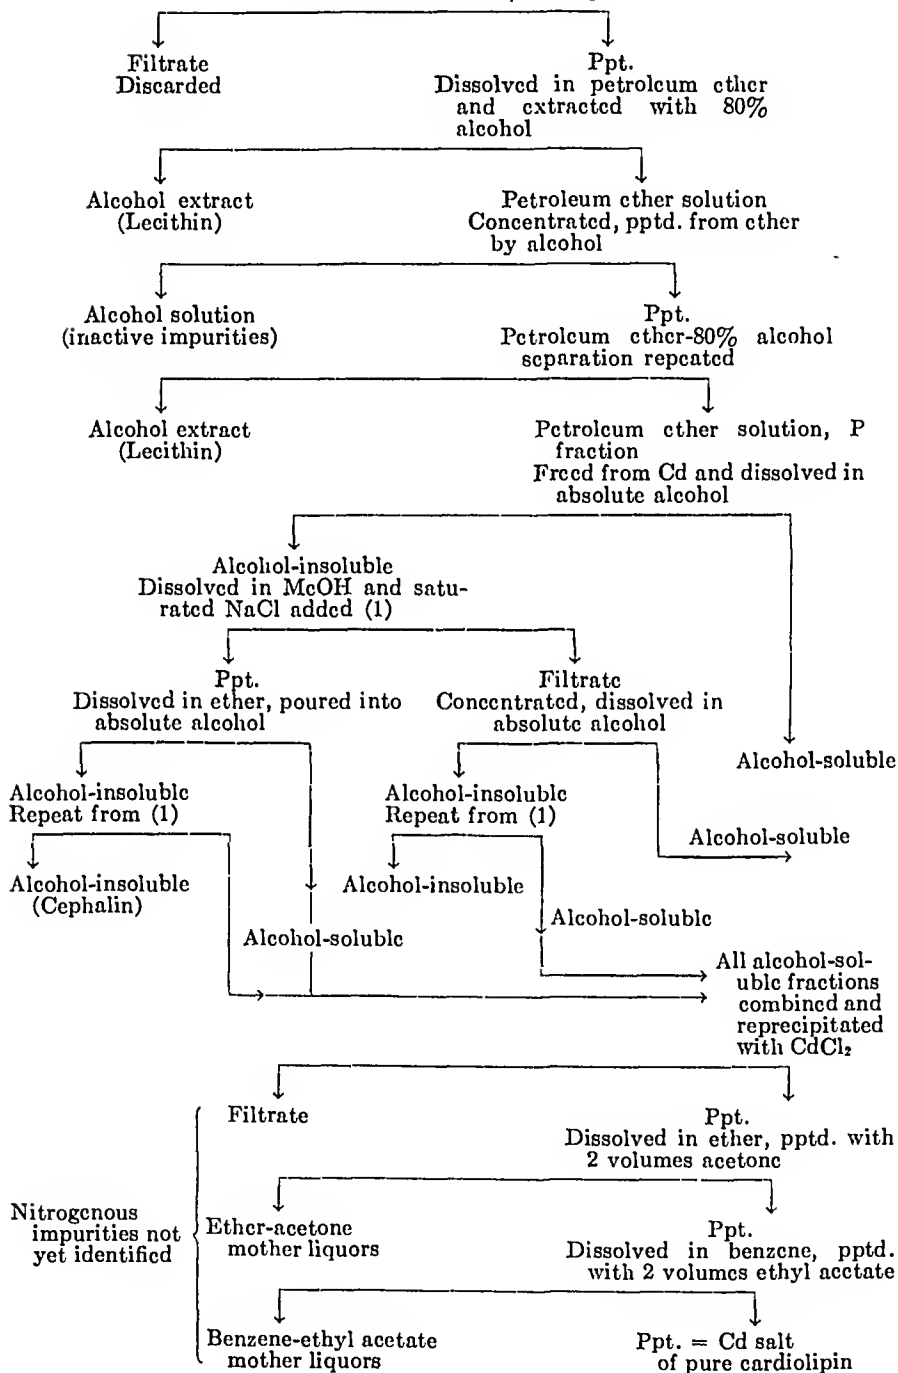 Filtrate
Discarded
Ppt.
Dissolved in petroleum ether
and extracted with 80%
alcohol
Alcohol extract
(Lecithin)
Petroleum ether solution
Concentrated, pptd. from ether
by alcohol
Alcohol solution
(inactive impurities)
Ppt.
Petroleum ether-80% alcohol
separation repeated
Alcohol extract
(Lecithin)
Petroleum ether solution, P
fraction
Freed from Cd and dissolved in
absolute alcohol
Alcohol-insoluble
Dissolved in MeOH and satu-
rated NaCl added (1)
Ppt.
Dissolved in ether, poured into
absolute alcohol
Filtrate
Concentrated, dissolved in
absolute alcohol
Alcohol-soluble
Alcohol-insoluble
Repeat from (1)
Alcohol-insoluble
Repeat from (1)
Alcohol-soluble
Alcohol-insoluble
(Cephalin)
Alcohol-insoluble
Alcohol-soluble
Alcohol-soluble
All alcohol-sol-
uble fractions
combined and
reprecipitated
with CdCl₂
Filtrate
Ppt.
Dissolved in ether, pptd. with
2 volumes acetone
Nitrogenous
impurities not
yet identified
Ether-acetone
mother liquors
Ppt.
Dissolved in benzene, pptd.
with 2 volumes ethyl acetate
Benzene-ethyl acetate
mother liquors
Ppt. = Cd salt
of pure cardiolipin